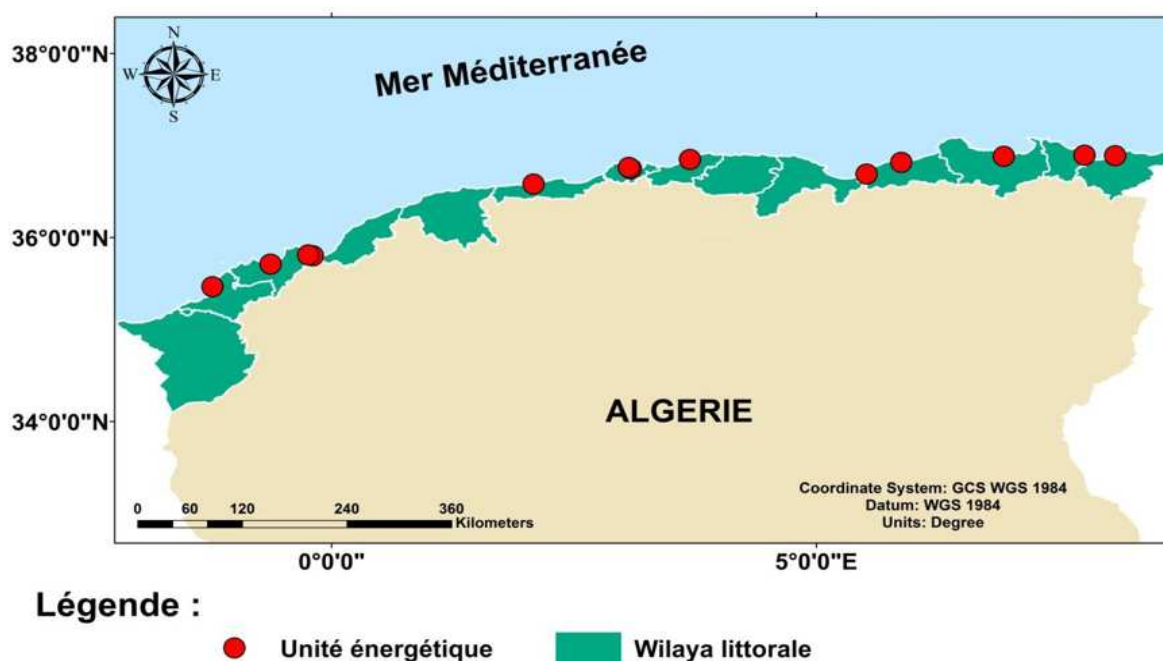 38°0'0"N
N
W
E
S
Mer Méditerranée
36°0'0"N
34°0'0"N
ALGERIE
Coordinate System: GCS WGS 1984
Datum: WGS 1984
Units: Degree
0 60 120 240 360
Kilometers
0°0'0" 5°0'0"E
Légende :
Unité énergétique Wilaya littorale